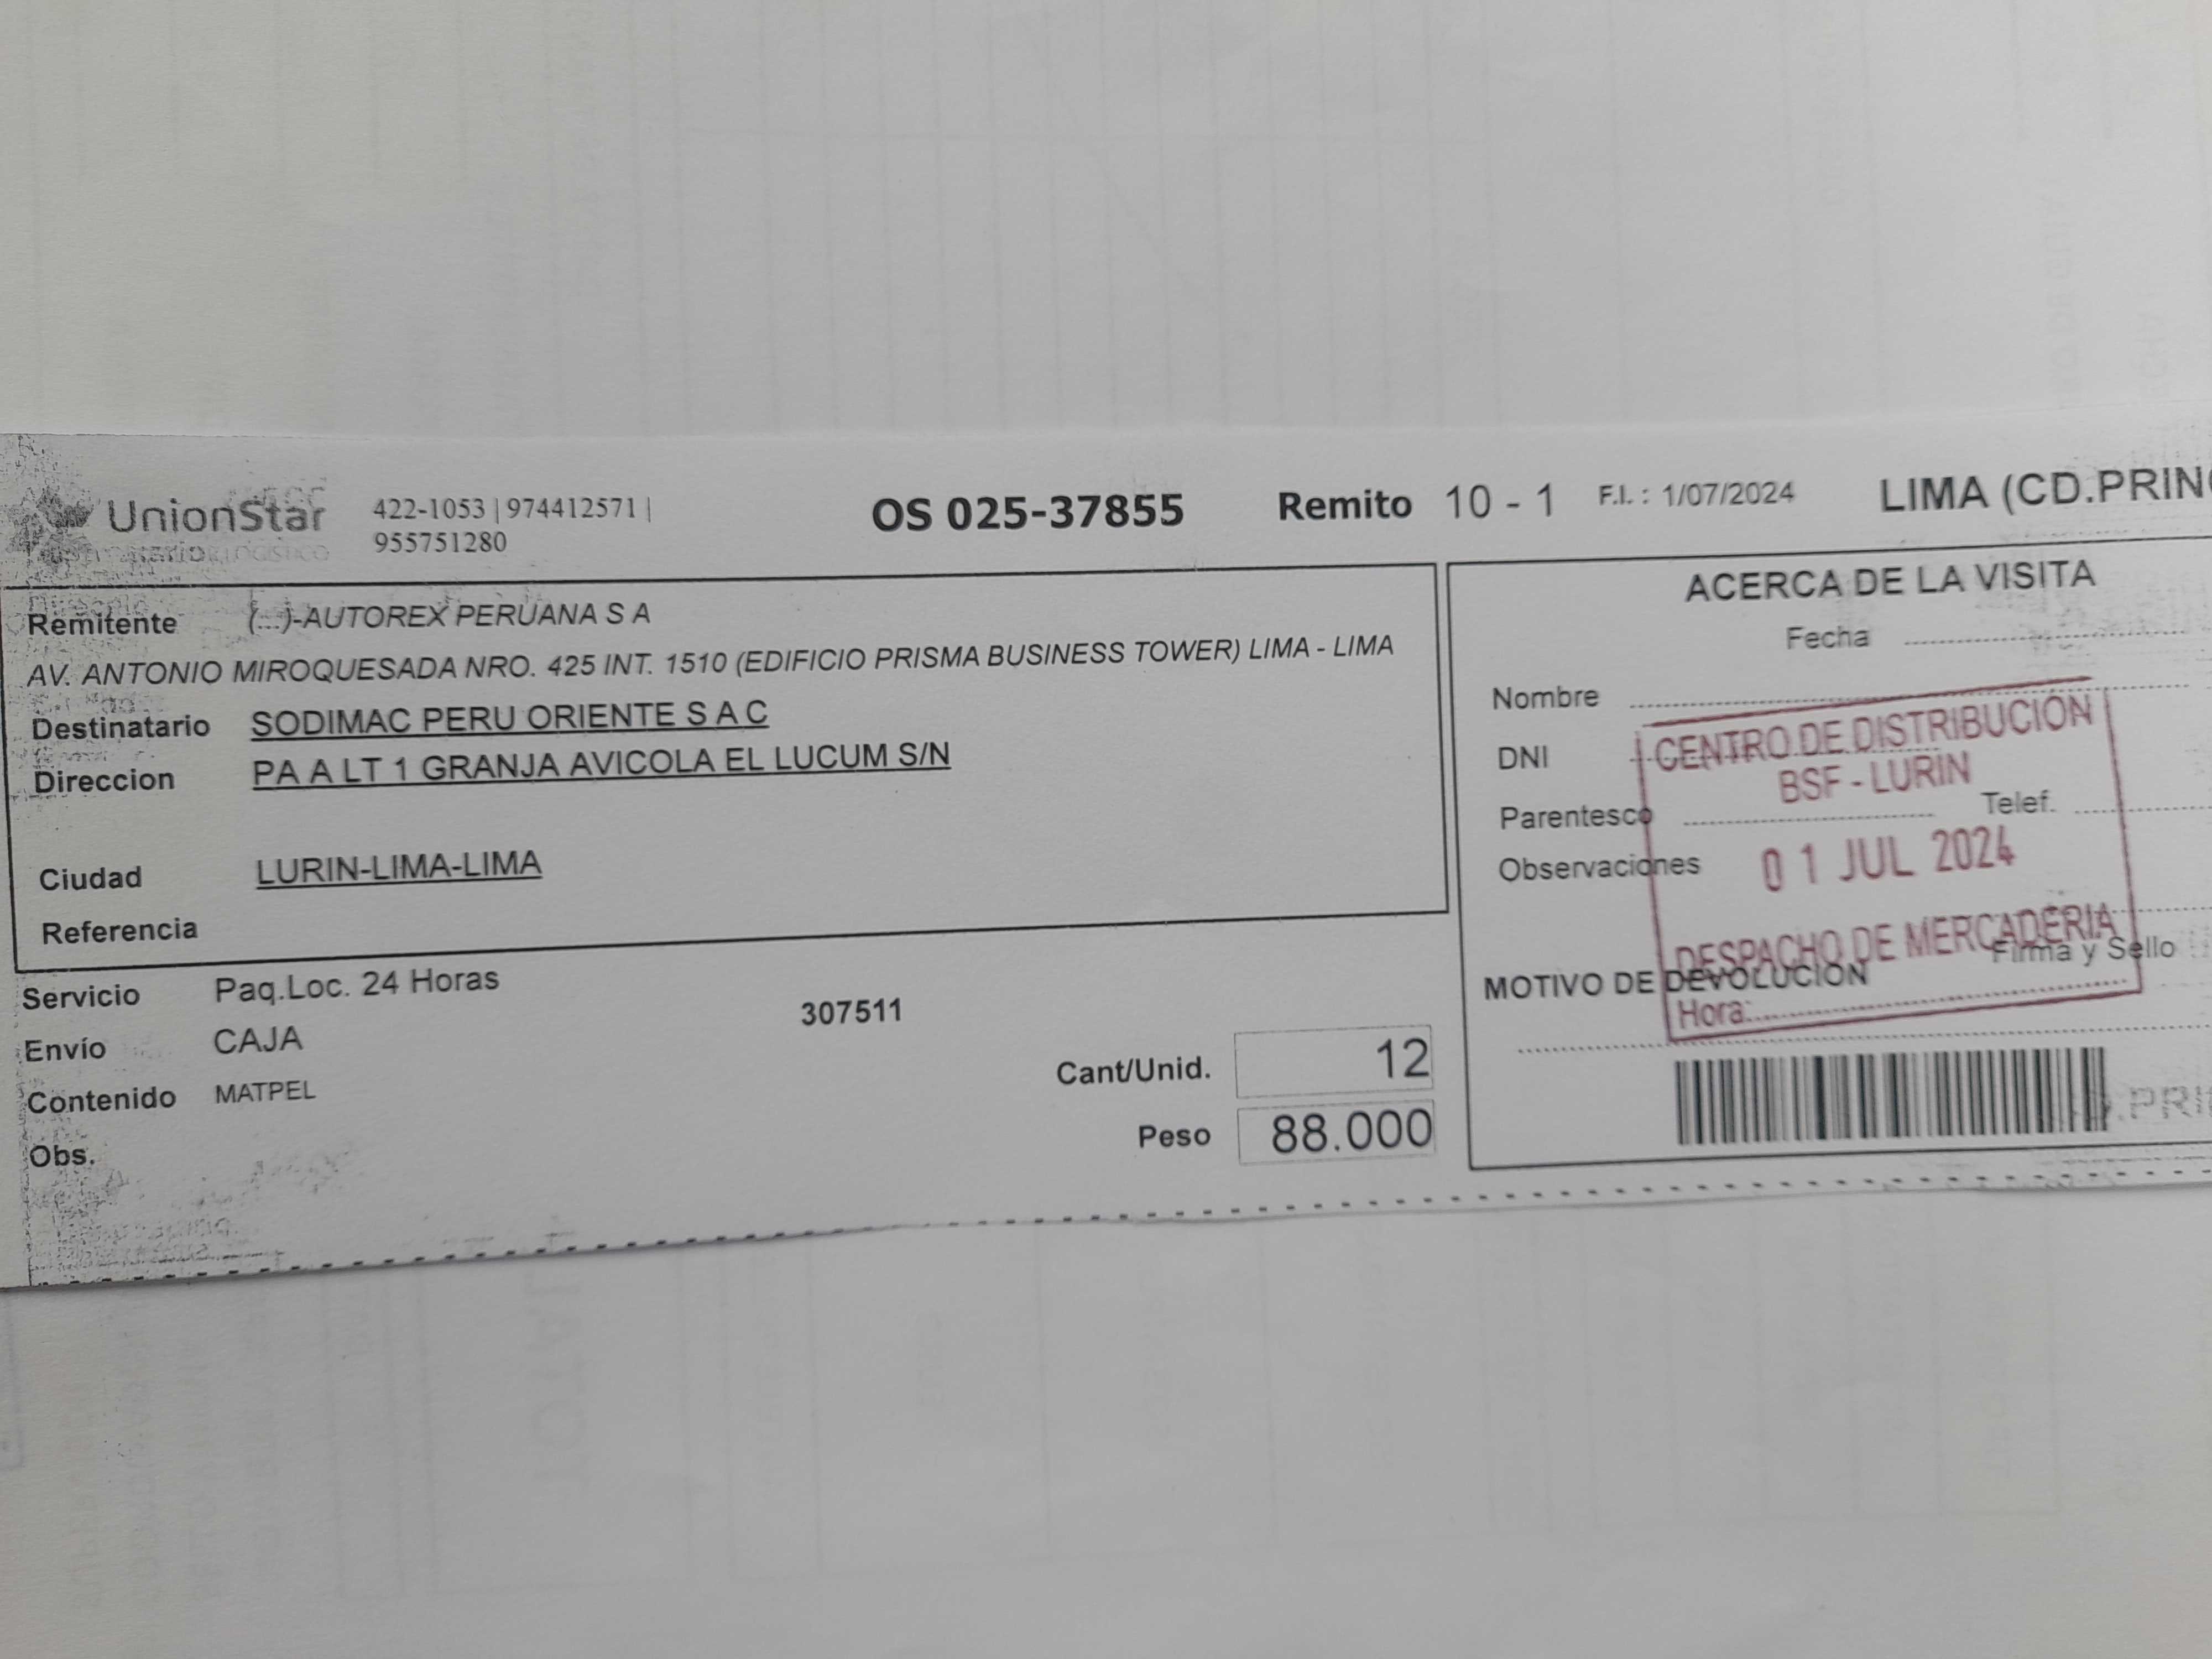 UnionStar 422-1053 | 974412571 |
955751280
OS 025-37855 Remito 10 - 1 F.I. : 1/07/2024 LIMA (CD.PRIN
Remitente (...)-AUTOREX PERUANA S A
AV. ANTONIO MIROQUESADA NRO. 425 INT. 1510 (EDIFICIO PRISMA BUSINESS TOWER) LIMA - LIMA
Destinatario SODIMAC PERU ORIENTE S A C
Direccion PA A LT 1 GRANJA AVICOLA EL LUCUM S/N
Ciudad LURIN-LIMA-LIMA
Referencia
Servicio Paq.Loc. 24 Horas
307511
Envío CAJA
Contenido MATPEL
Obs.
Cant/Unid. 12
Peso 88.000
ACERCA DE LA VISITA
Fecha
Nombre
DNI
Parentesco Telef.
Observaciones
Firma y Sello
MOTIVO DE DEVOLUCION
CENTRO DE DISTRIBUCIÓN
BSF - LURIN
01 JUL 2024
DESPACHO DE MERCADERIA
Hora:
.PRI